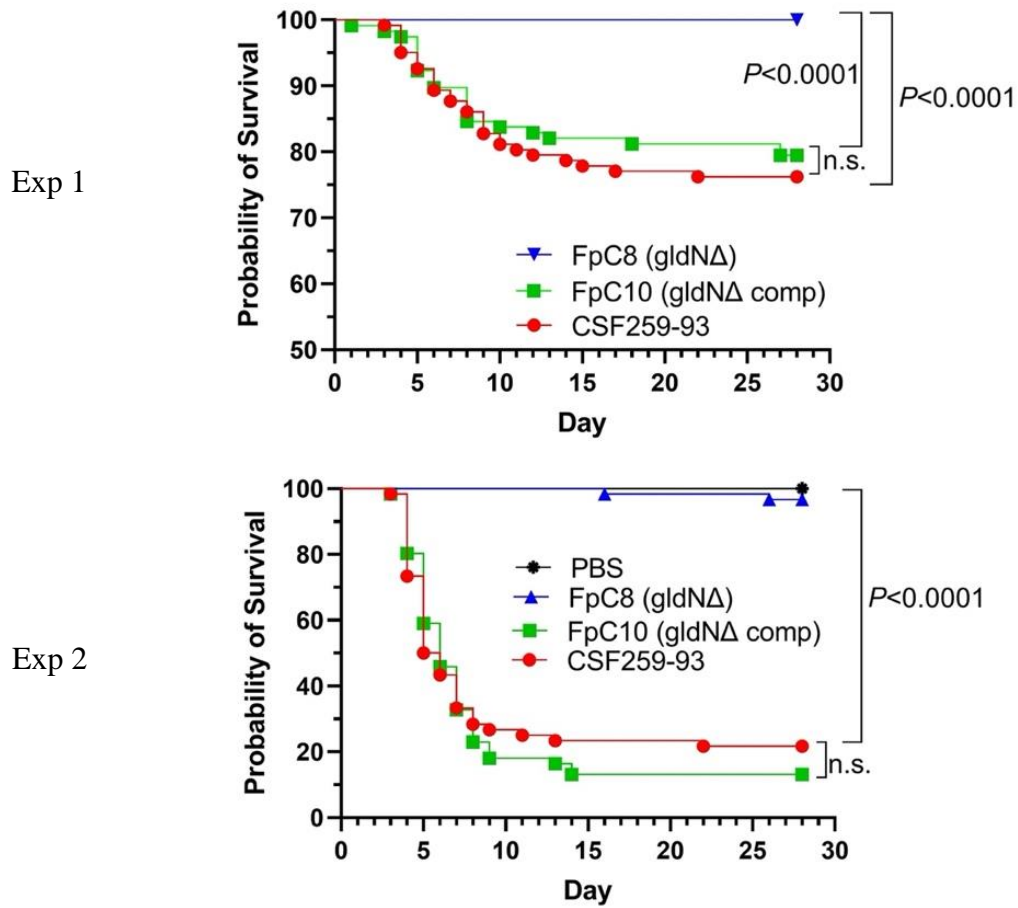 Exp 1
Probability of Survival
100
90
80
70
60
50
0
5
10
15
20
25
30
Day
P<0.0001
P<0.0001
n.s.
FpC8 (gldNΔ)
FpC10 (gldNΔ comp)
CSF259-93
Exp 2
Probability of Survival
100
80
60
40
20
0
0
5
10
15
20
25
30
Day
PBS
FpC8 (gldNΔ)
FpC10 (gldNΔ comp)
CSF259-93
P<0.0001
n.s.